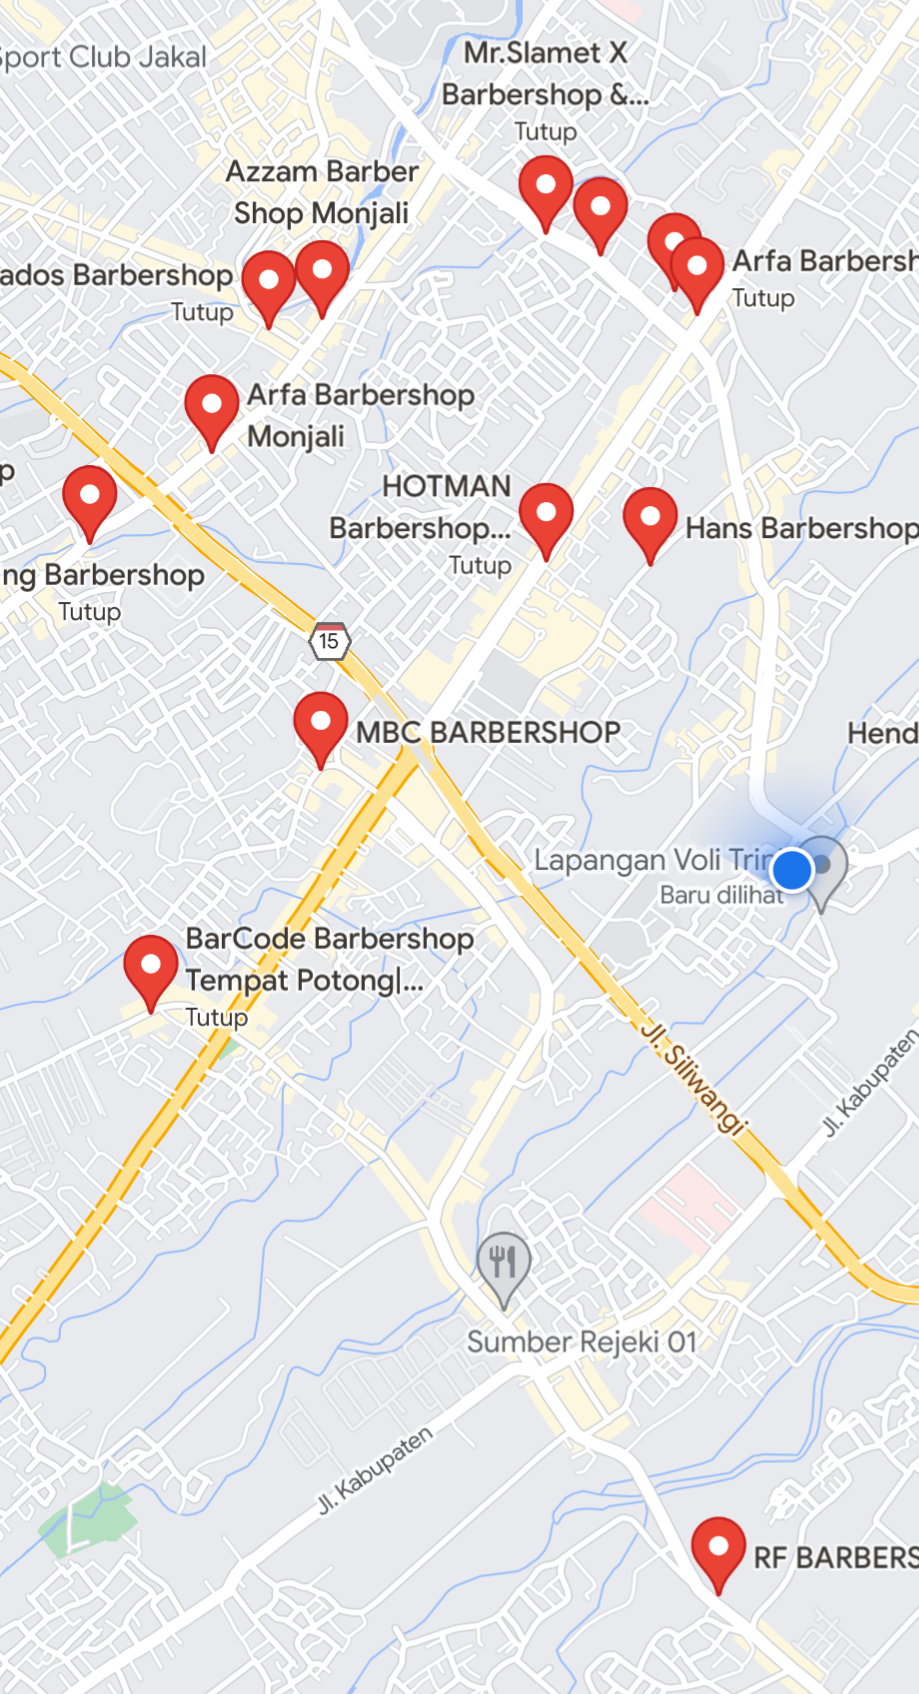 Sport Club Jakal
Mr.Slamet X
Barbershop &...
Tutup
Azzam Barber
Shop Monjali
ados Barbershop
Tutup
Arfa Barbersh
Tutup
Arfa Barbershop
Monjali
p
HOTMAN
Barbershop...
Tutup
Hans Barbershop
ng Barbershop
Tutup
15
MBC BARBERSHOP
Hend
Lapangan Voli Trini
Baru dilihat
BarCode Barbershop
Tempat Potong|...
Tutup
Jl. Siliwangi
Jl. Kabupaten
Sumber Rejeki 01
Jl. Kabupaten
RF BARBERS